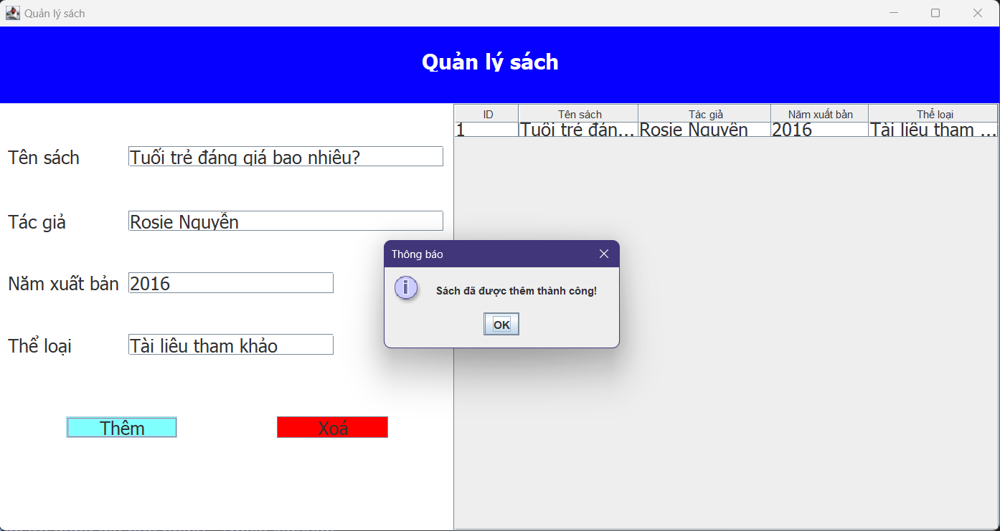 Quản lý sách
Quản lý sách
ID Tên sách Tác giả Năm xuất bản Thể loại
1 Tuổi trẻ đán... Rosie Nguyễn 2016 Tài liệu tham ...
Tên sách Tuổi trẻ đáng giá bao nhiêu?
Tác giả Rosie Nguyễn
Thông báo
Sách đã được thêm thành công!
OK
Năm xuất bản 2016
Thể loại Tài liệu tham khảo
Thêm Xoá